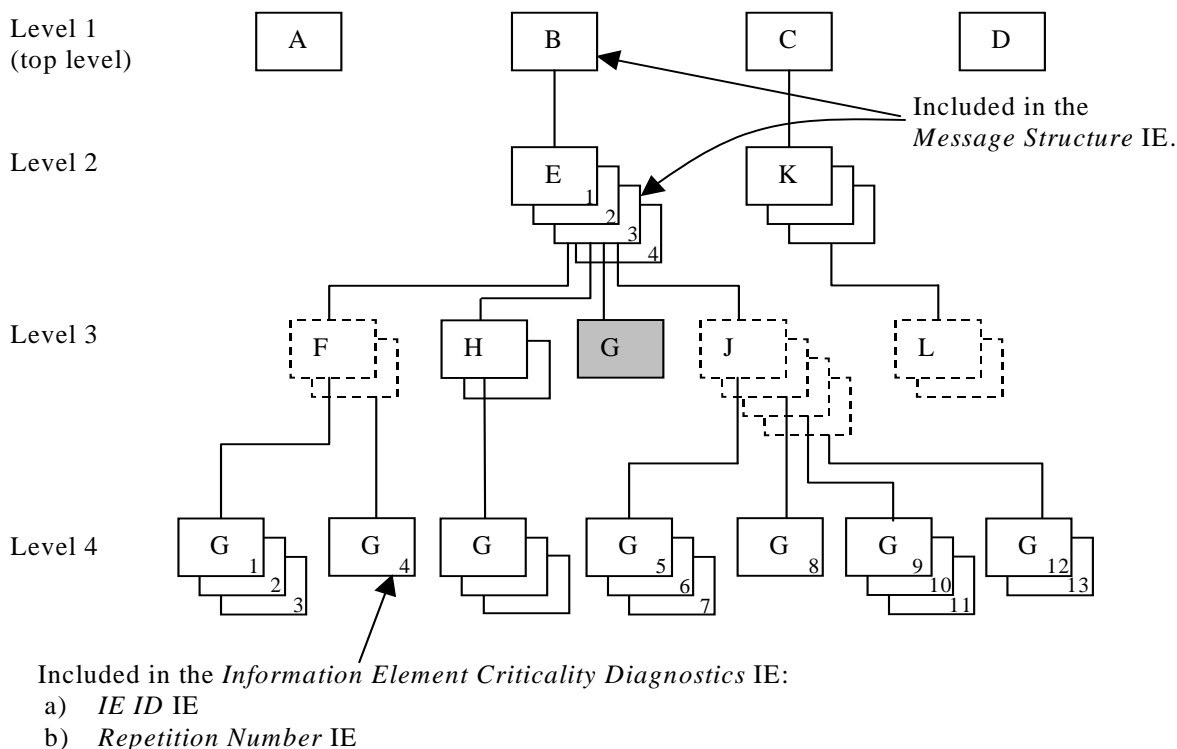 Level 1
(top level)
A
B
C
D
Included in the
Message Structure IE.
Level 2
E
1
2
3
4
K
Level 3
F
H
G
J
L
Level 4
G
1
2
3
G
4
G
G
5
6
7
G
8
G
9
10
11
G
12
13
Included in the Information Element Criticality Diagnostics IE:
a) IE ID IE
b) Repetition Number IE